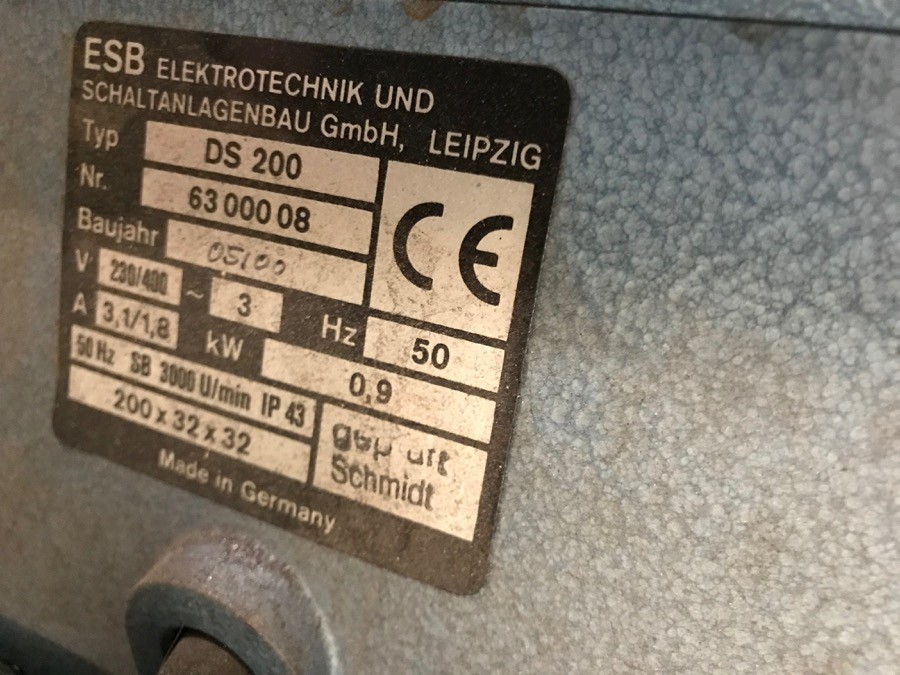 ESB ELEKTROTECHNIK UND
SCHALTANLAGENBAU GmbH, LEIPZIG
Typ DS 200
Nr. 63 000 08
Baujahr 05/00
CE
V 230/400 ~ 3 Hz 50
A 3,1/1,8 kW 0,9
50 Hz SB 3000 U/min IP 43
200 x 32 x 32
geprüft
Schmidt
Made in Germany